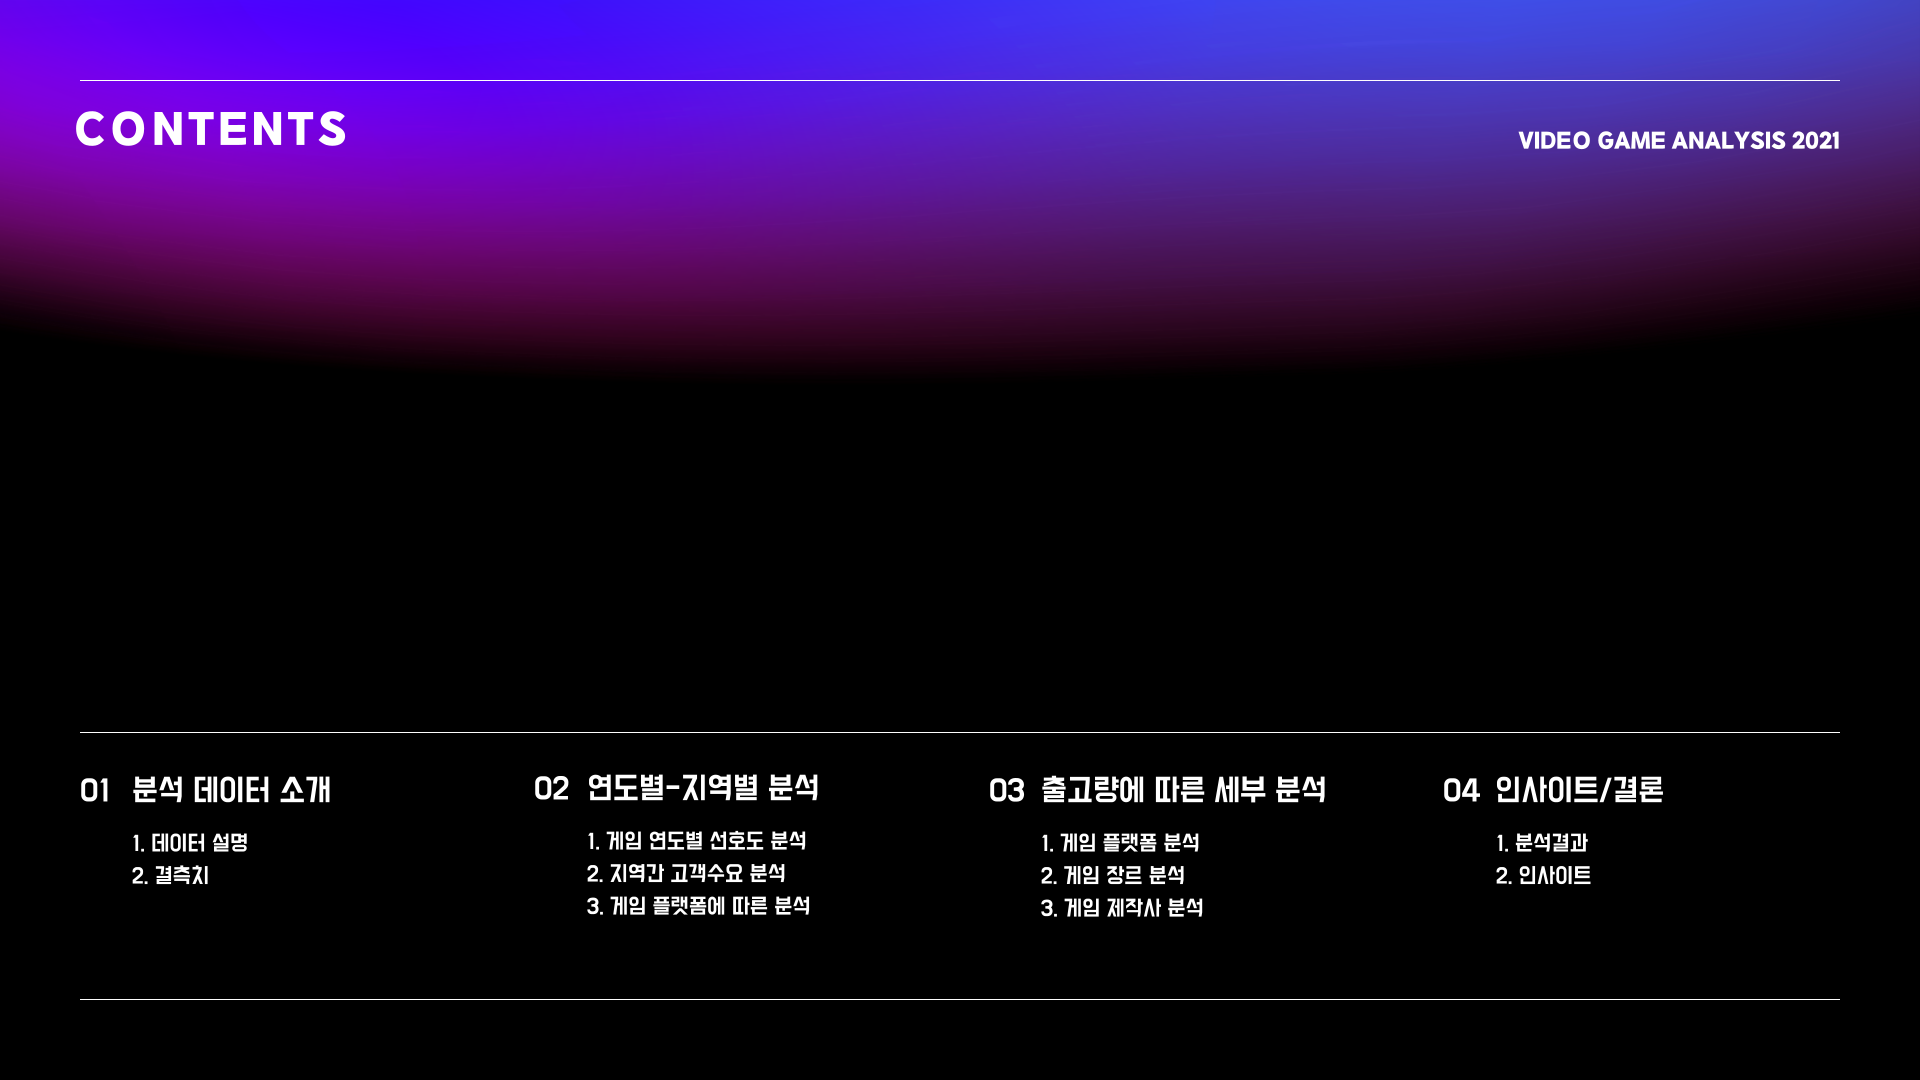 CONTENTS
VIDEO GAME ANALYSIS 2021
01 분석 데이터 소개
1. 데이터 설명
2. 결측치
02 연도별-지역별 분석
1. 게임 연도별 선호도 분석
2. 지역간 고객수요 분석
3. 게임 플랫폼에 따른 분석
03 출고량에 따른 세부 분석
1. 게임 플랫폼 분석
2. 게임 장르 분석
3. 게임 제작사 분석
04 인사이트/결론
1. 분석결과
2. 인사이트